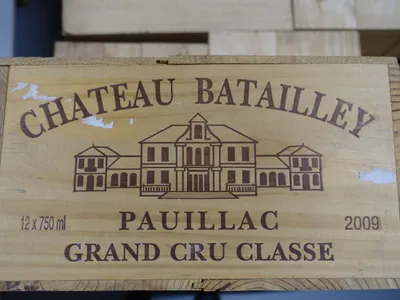 CHATEAU BATAILLEY
12 x 750 ml PAUILLAC 2009
GRAND CRU CLASSE